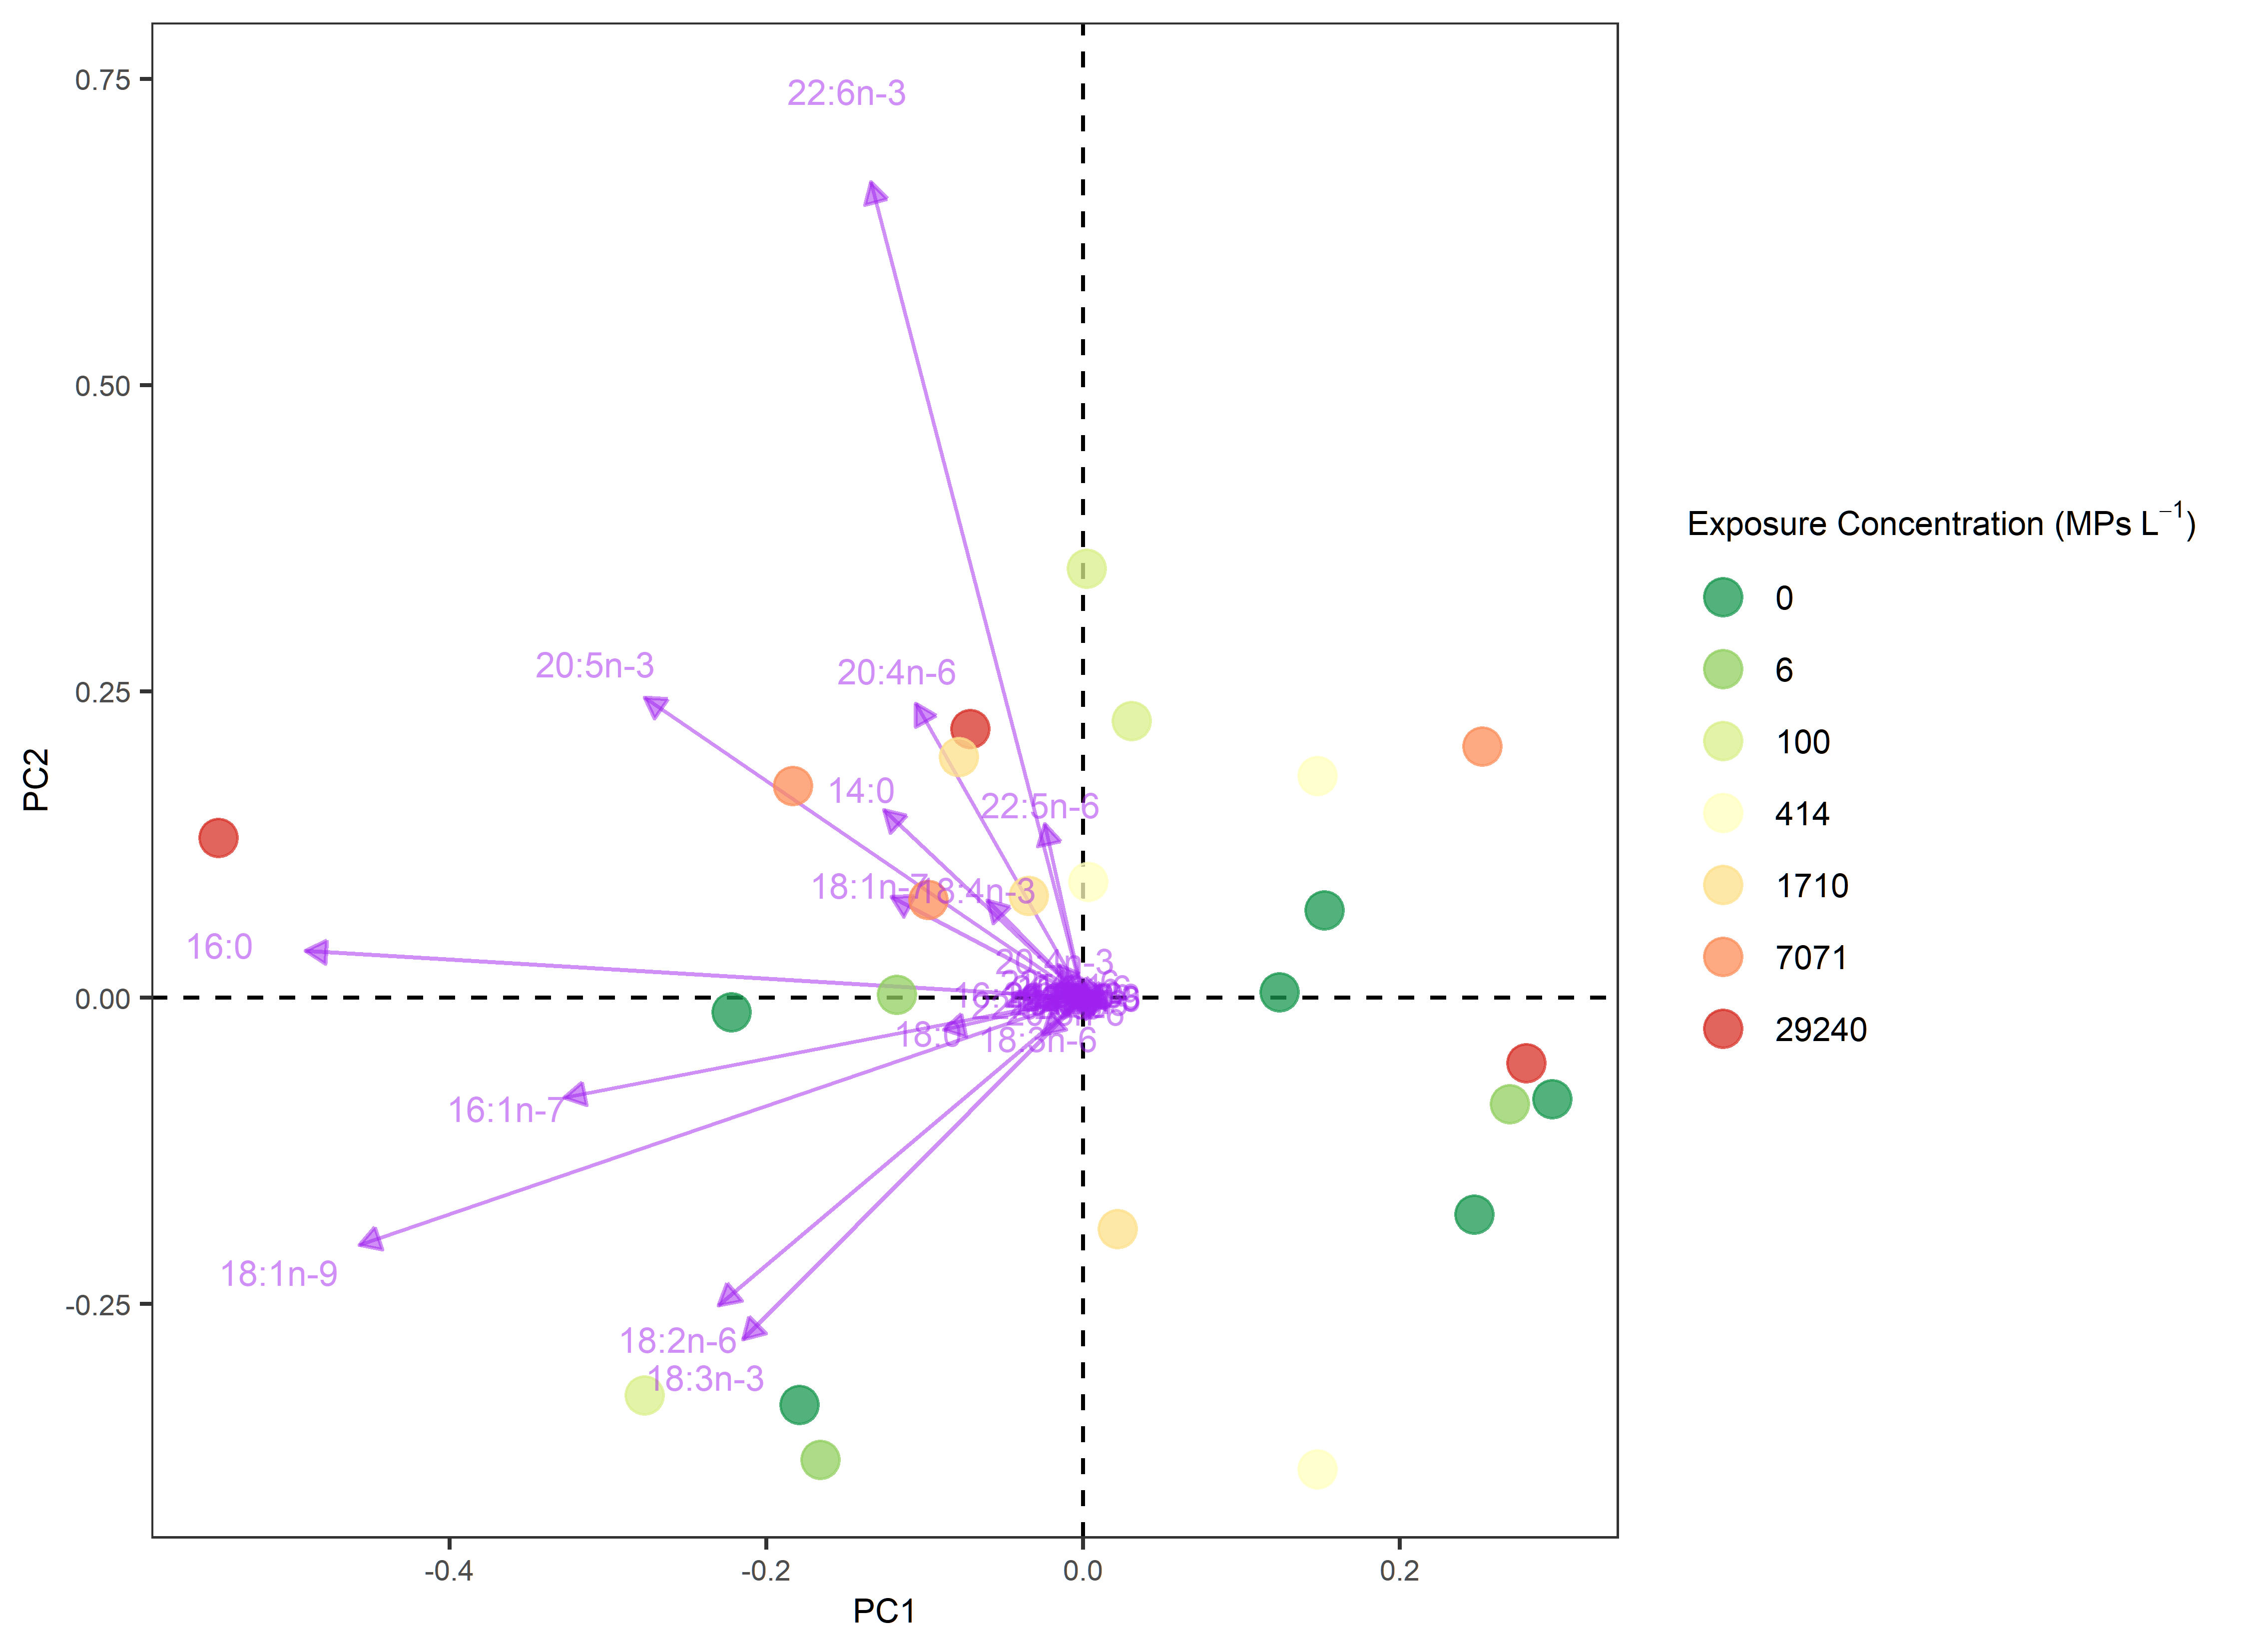 0.75
0.50
0.25
0.00
-0.25
PC2
22:6n-3
20:5n-3
20:4n-6
14:0
22:5n-6
18:1n-7
18:4n-3
16:0
20:4n-3
18:0
18:3n-6
16:1n-7
18:1n-9
18:2n-6
18:3n-3
-0.4
-0.2
0.0
0.2
PC1
Exposure Concentration (MPs L⁻¹)
0
6
100
414
1710
7071
29240